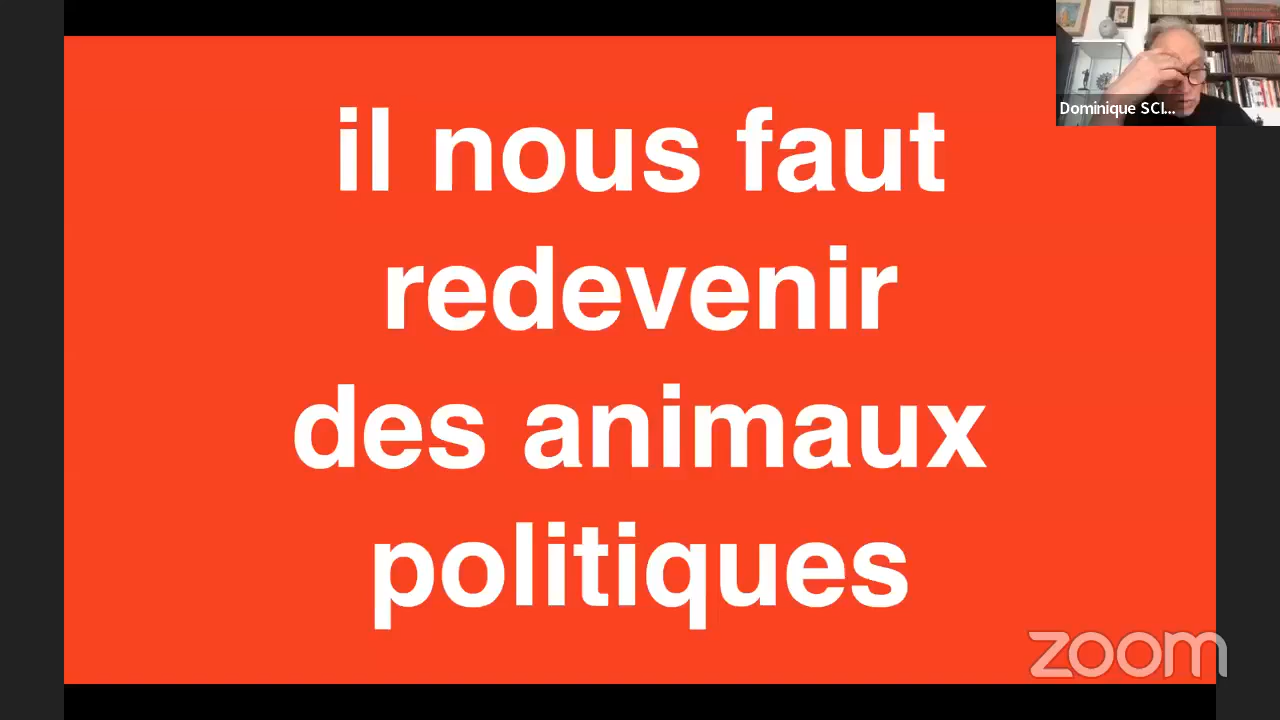 il nous faut
redevenir
des animaux
politiques
Dominique SCI...
zoom